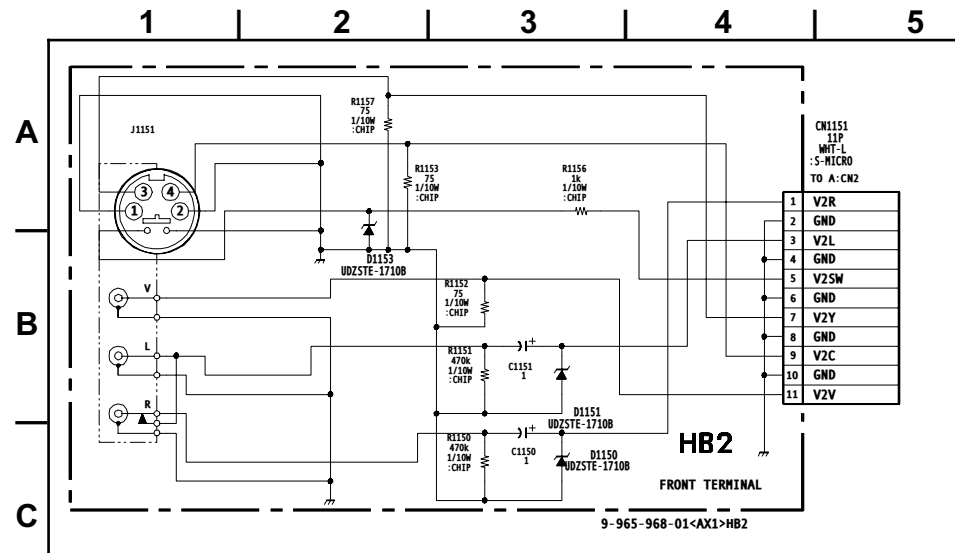 1 2 3 4 5
A
B
C
J1151
3 4
1 2
V
L
R
R1157
75
1/10W
:CHIP
R1153
75
1/10W
:CHIP
R1156
1k
1/10W
:CHIP
D1153
UDZSTE-1710B
R1152
75
1/10W
:CHIP
R1151
470k
1/10W
:CHIP
C1151
1
+
D1151
UDZSTE-1710B
R1150
470k
1/10W
:CHIP
C1150
1
+
D1150
UDZSTE-1710B
CN1151
11P
WHT-L
:S-MICRO
TO A:CN2
1 V2R
2 GND
3 V2L
4 GND
5 V2SW
6 GND
7 V2Y
8 GND
9 V2C
10 GND
11 V2V
HB2
FRONT TERMINAL
9-965-968-01<AX1>HB2